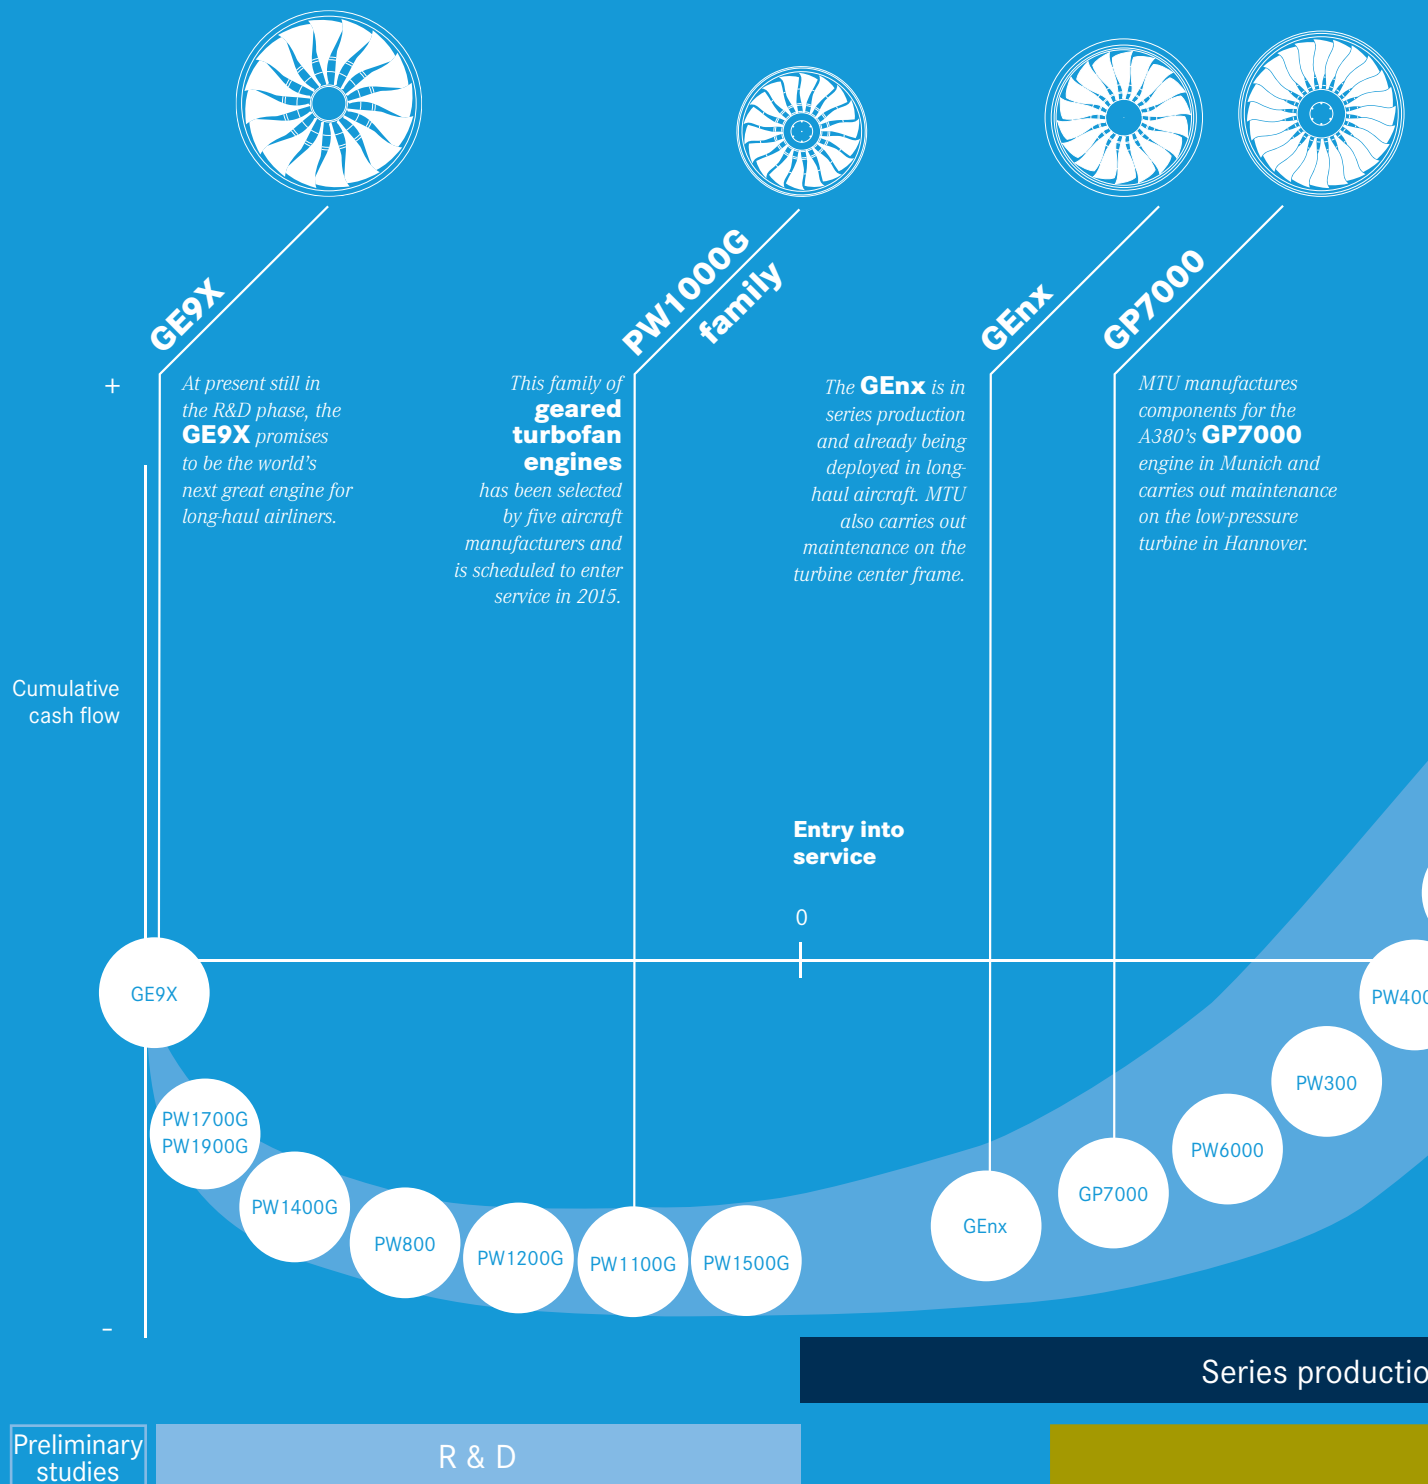 GE9X
PW1000G
family
GEnx
GP7000
+
At present still in
the R&D phase, the
GE9X promises
to be the world's
next great engine for
long-haul airliners.
This family of
geared
turbofan
engines
has been selected
by five aircraft
manufacturers and
is scheduled to enter
service in 2015.
The GEnx is in
series production
and already being
deployed in long-
haul aircraft. MTU
also carries out
maintenance on the
turbine center frame.
MTU manufactures
components for the
A380's GP7000
engine in Munich and
carries out maintenance
on the low-pressure
turbine in Hannover.
Cumulative
cash flow
Entry into
service
0
GE9X
PW1700G
PW1900G
PW1400G
PW800
PW1200G
PW1100G
PW1500G
GEnx
GP7000
PW6000
PW300
PW400
–
Series productio
Preliminary
studies
R & D